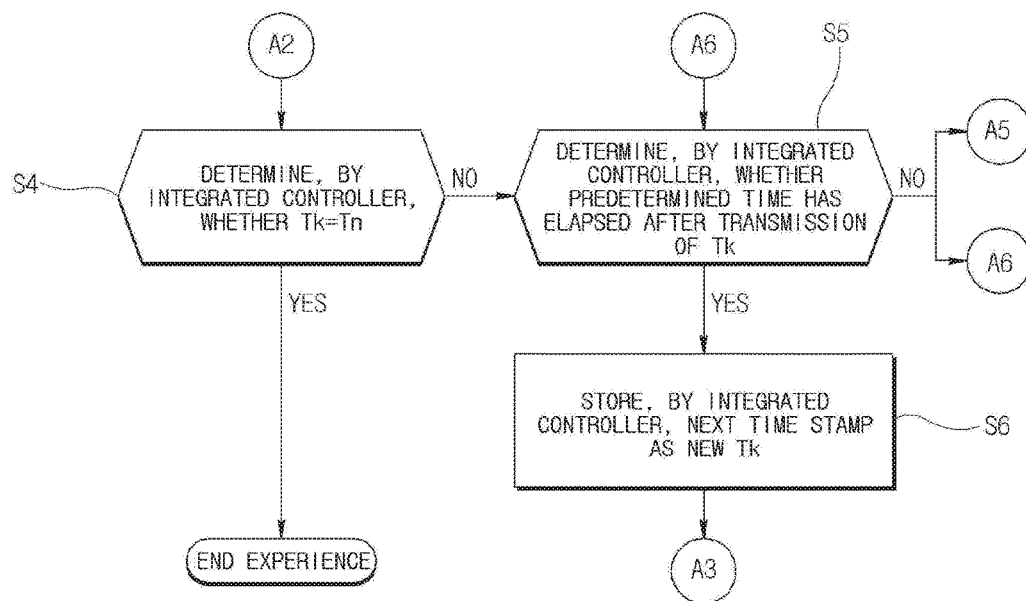 A2
A6
S5
S4
DETERMINE, BY
INTEGRATED CONTROLLER,
WHETHER Tk=Tn
NO
DETERMINE, BY INTEGRATED
CONTROLLER, WHETHER
PREDETERMINED TIME HAS
ELAPSED AFTER TRANSMISSION
OF Tk
NO
A5
A6
YES
YES
STORE, BY INTEGRATED
CONTROLLER, NEXT TIME STAMP
AS NEW Tk
S6
END EXPERIENCE
A3